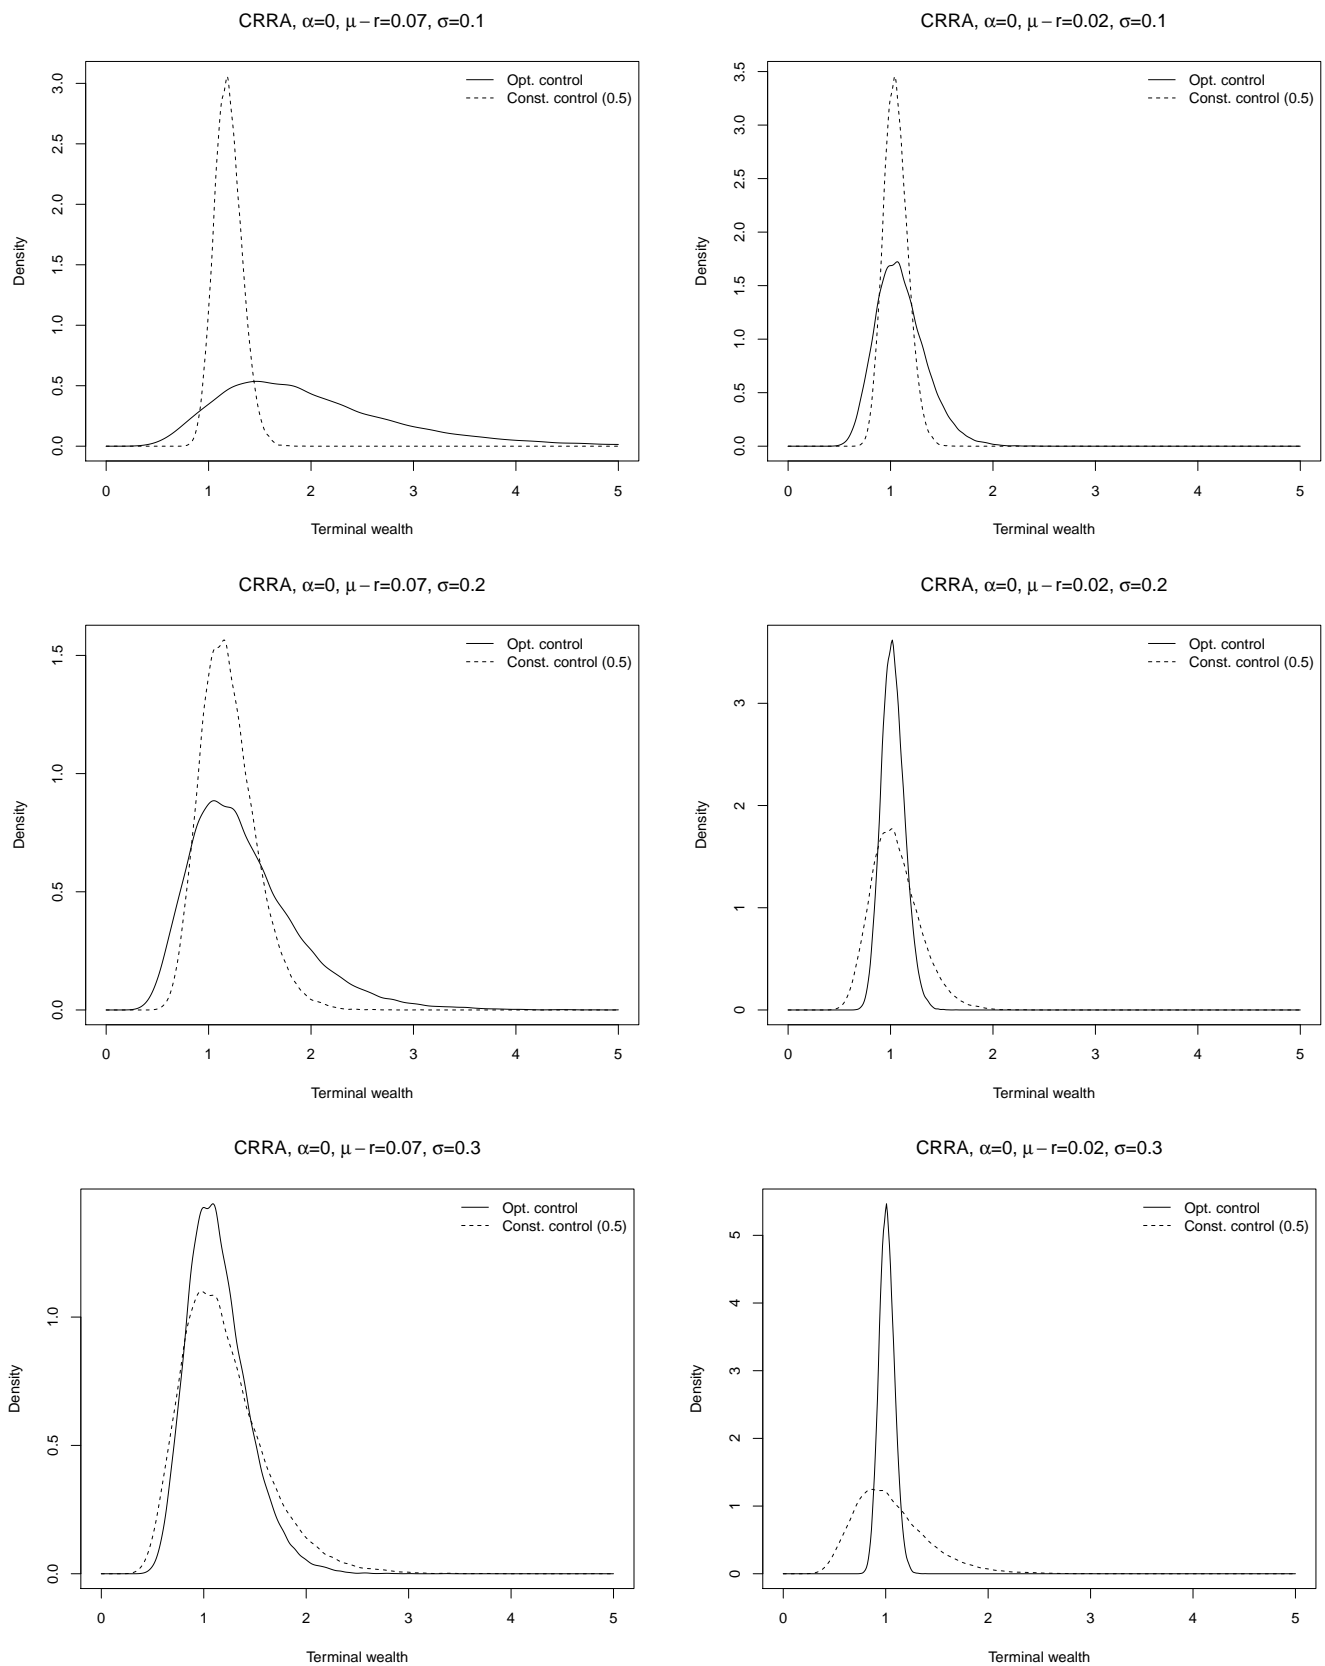 CRRA, α=0, μ − r=0.07, σ=0.1
Density
0.0 0.5 1.0 1.5 2.0 2.5 3.0
Opt. control
Const. control (0.5)
0 1 2 3 4 5
Terminal wealth
CRRA, α=0, μ − r=0.02, σ=0.1
Density
0.0 0.5 1.0 1.5 2.0 2.5 3.0 3.5
Opt. control
Const. control (0.5)
0 1 2 3 4 5
Terminal wealth
CRRA, α=0, μ − r=0.07, σ=0.2
Density
0.0 0.5 1.0 1.5
Opt. control
Const. control (0.5)
0 1 2 3 4 5
Terminal wealth
CRRA, α=0, μ − r=0.02, σ=0.2
Density
0 1 2 3
Opt. control
Const. control (0.5)
0 1 2 3 4 5
Terminal wealth
CRRA, α=0, μ − r=0.07, σ=0.3
Density
0.0 0.5 1.0
Opt. control
Const. control (0.5)
0 1 2 3 4 5
Terminal wealth
CRRA, α=0, μ − r=0.02, σ=0.3
Density
0 1 2 3 4 5
Opt. control
Const. control (0.5)
0 1 2 3 4 5
Terminal wealth